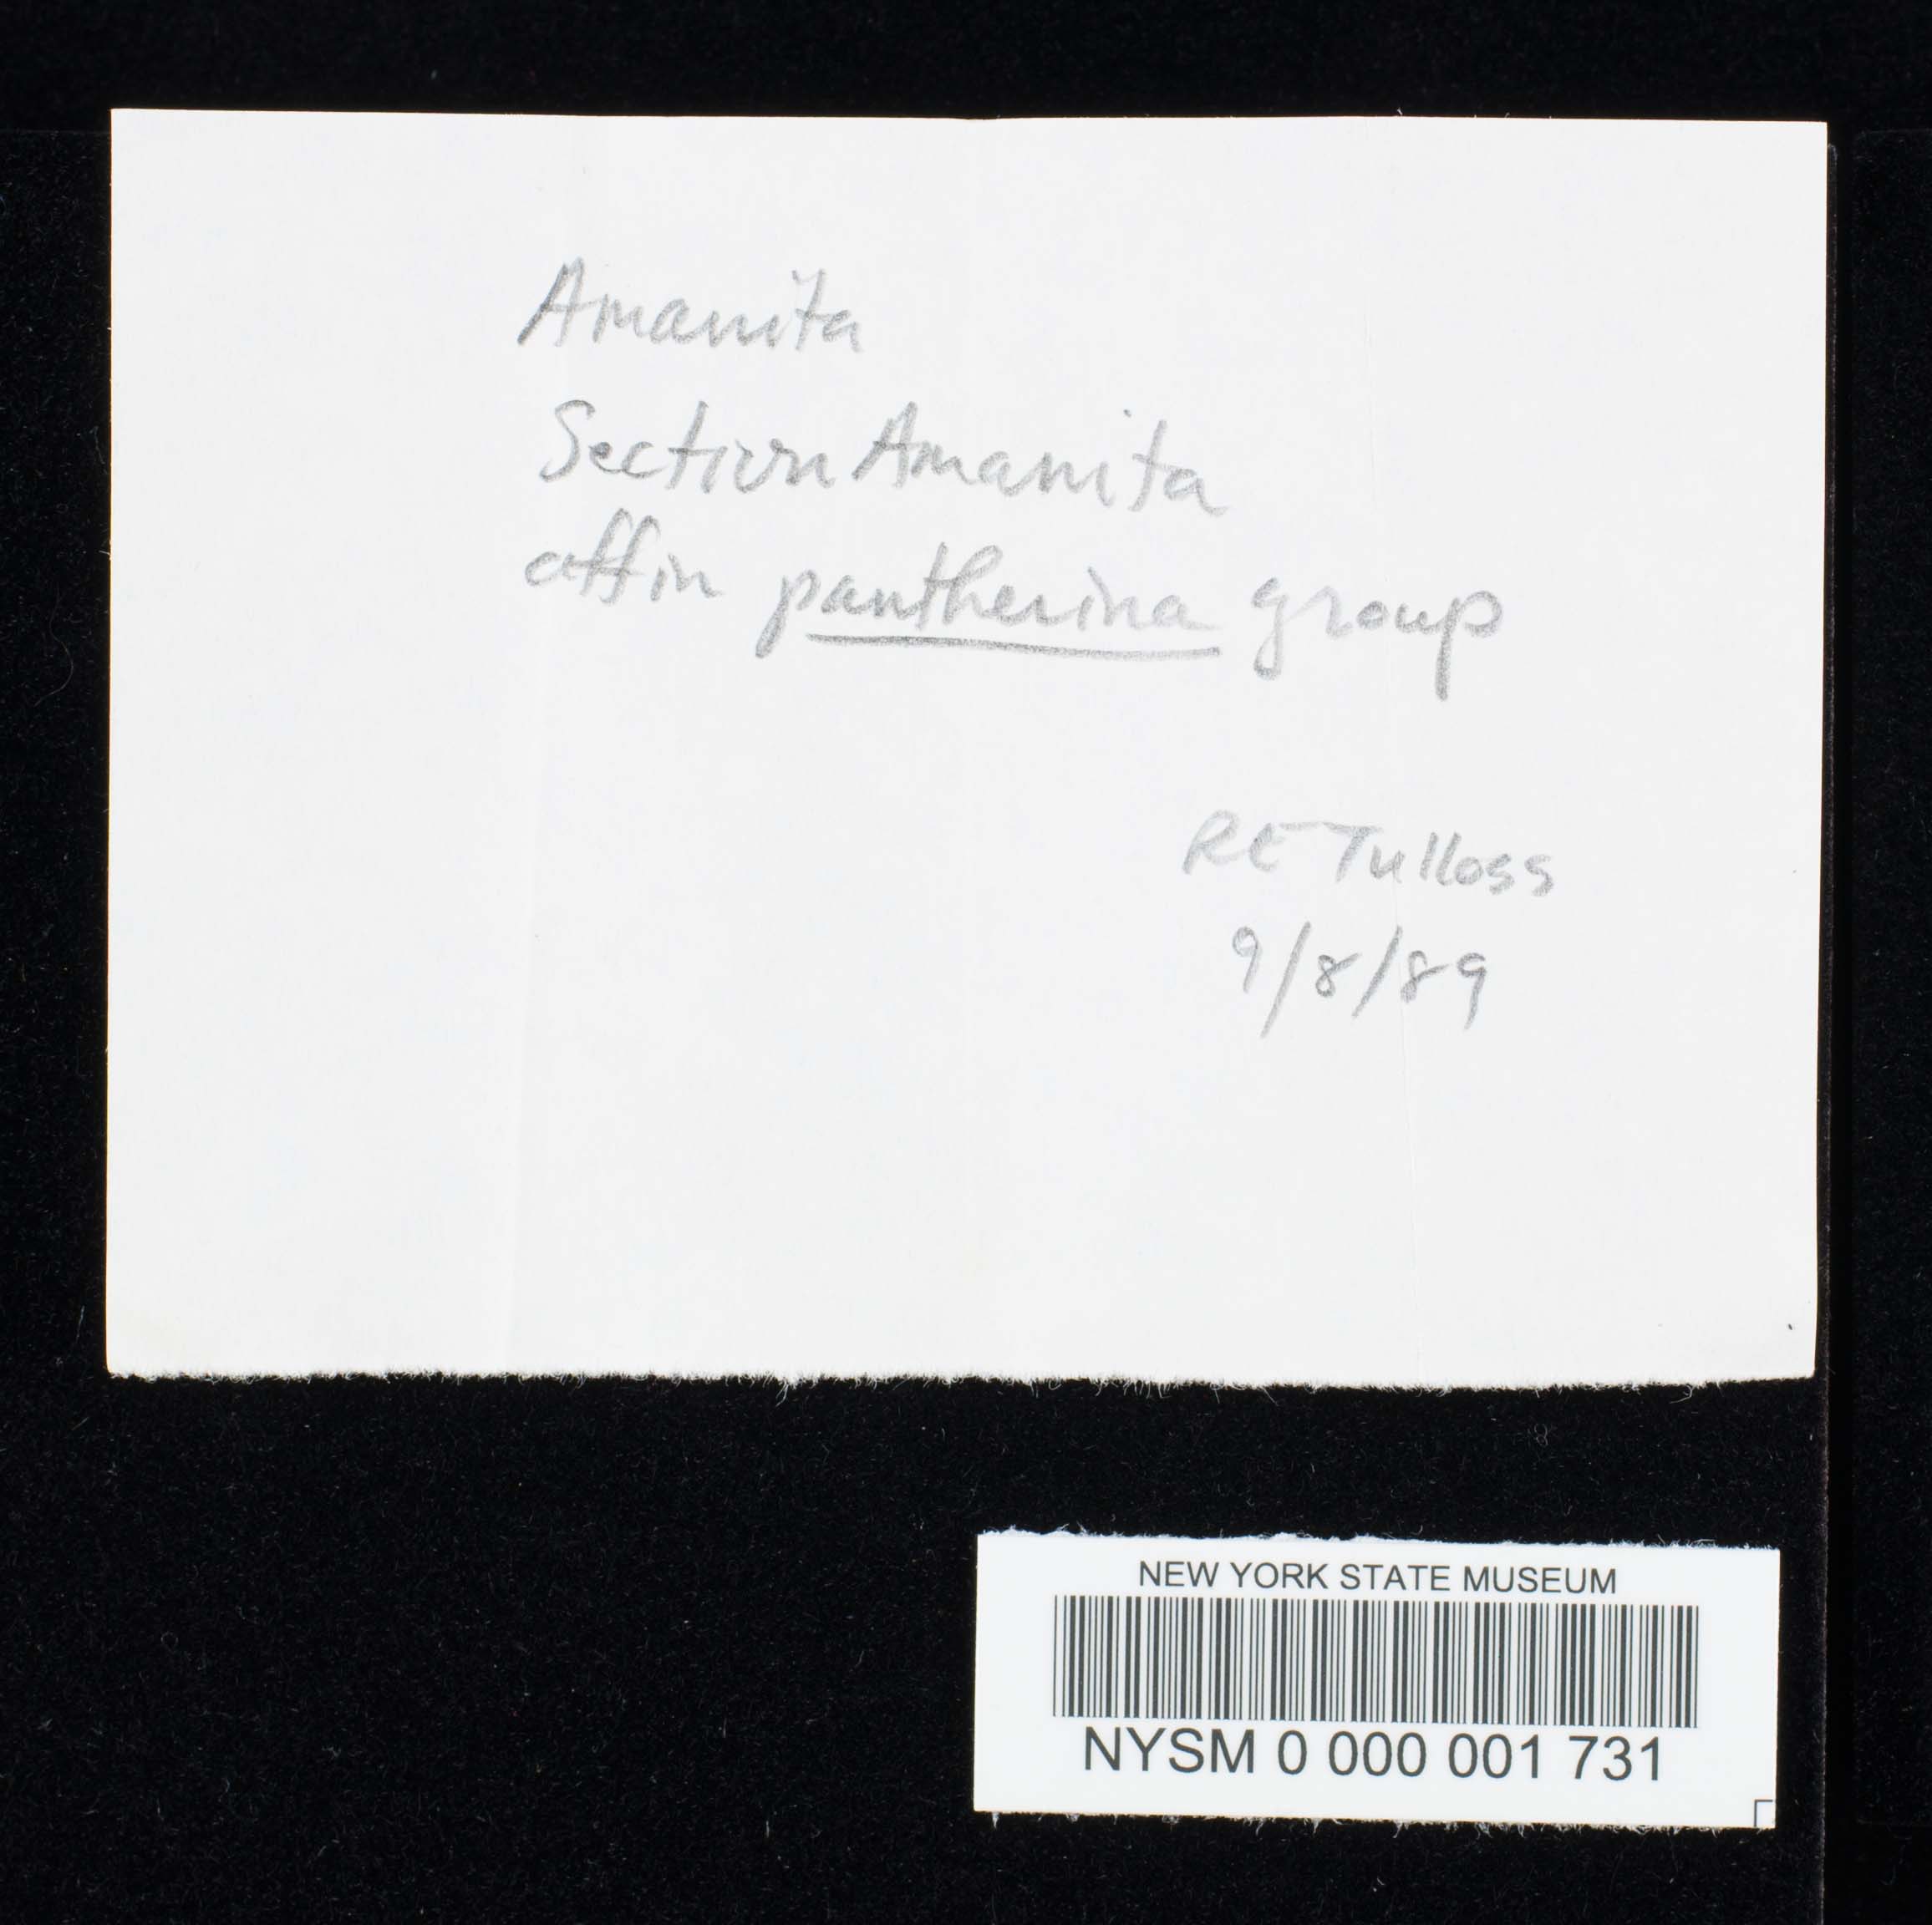 Amanita
Section Amanita
affin pantherina group
RE Tulloss
9/8/89
NEW YORK STATE MUSEUM
NYSM 0 000 001 731